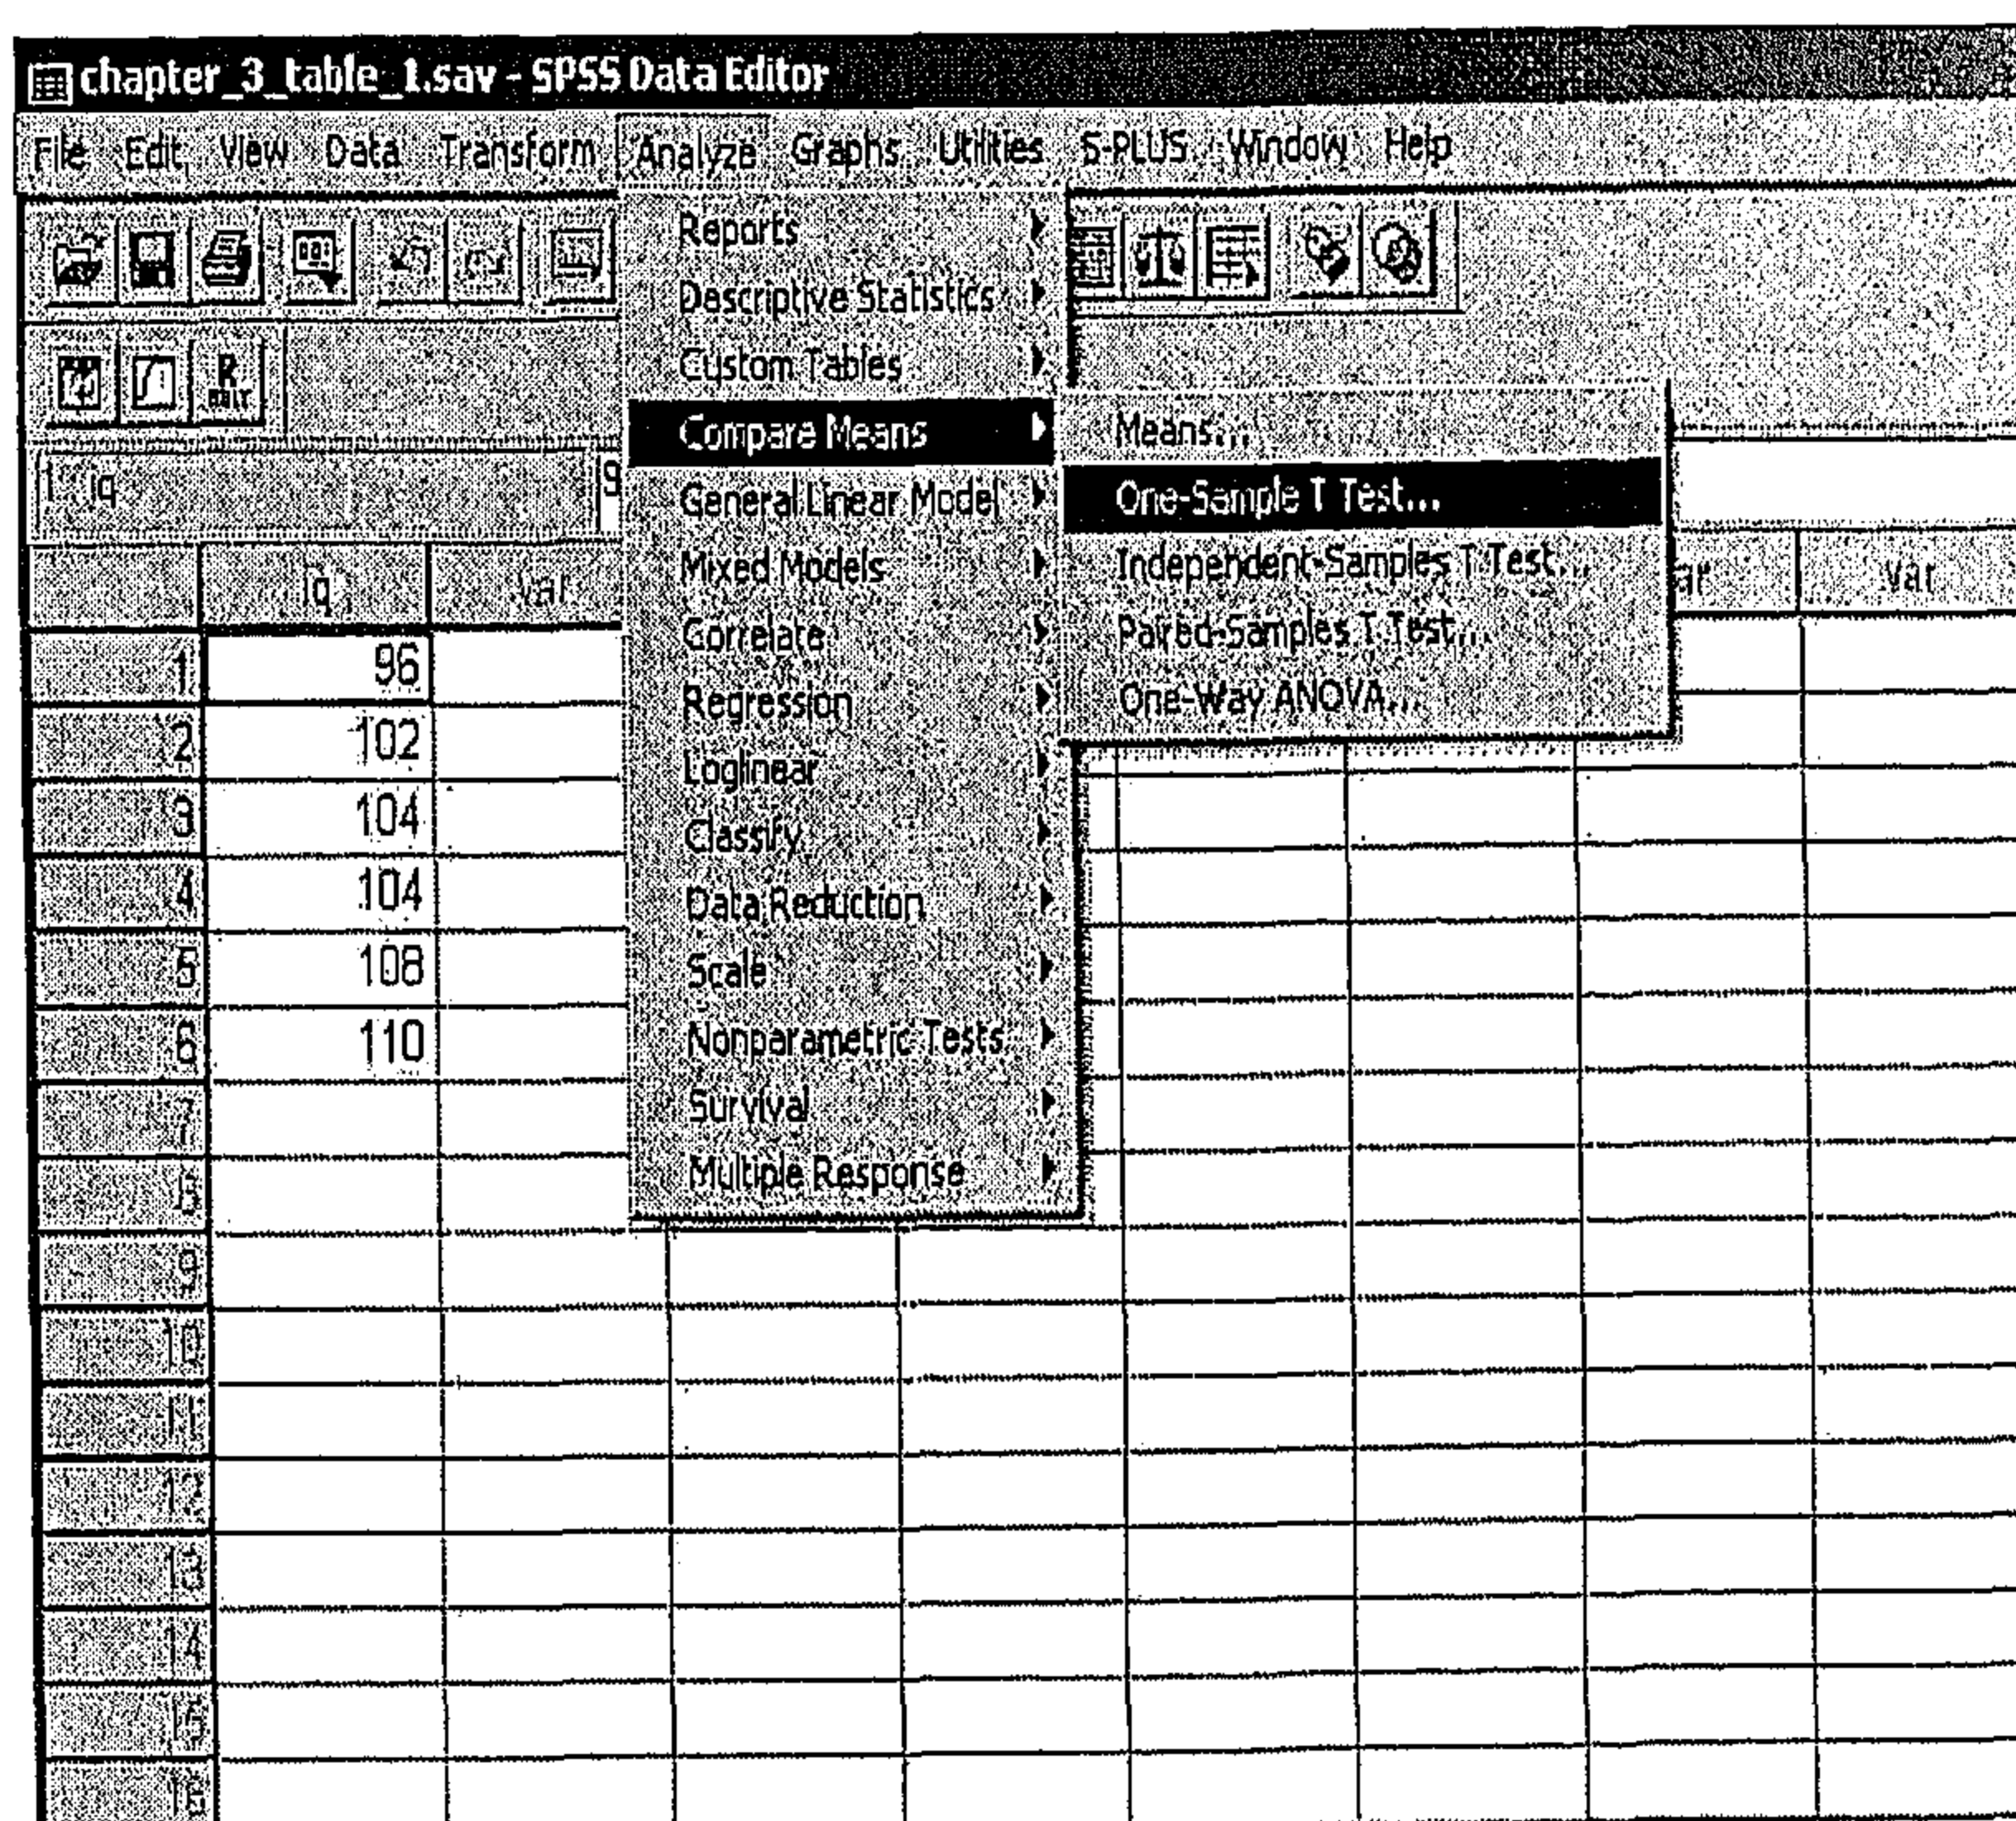 chapter_3_table_1.sav - SPSS Data Editor
File Edit View Data Transform Analyze Graphs Utilities S-PLUS Window Help
Reports
Descriptive Statistics
Custom Tables
Compare Means
General Linear Model
Mixed Models
Correlate
Regression
Loglinear
Classify
Data Reduction
Scale
Nonparametric Tests
Survival
Multiple Response
Means...
One-Sample T Test...
Independent-Samples T Test...
Paired-Samples T Test...
One-Way ANOVA...
1 : iq 9
iq var ar var
1 96
2 102
3 104
4 104
5 108
6 110
7
8
9
10
11
12
13
14
15
16